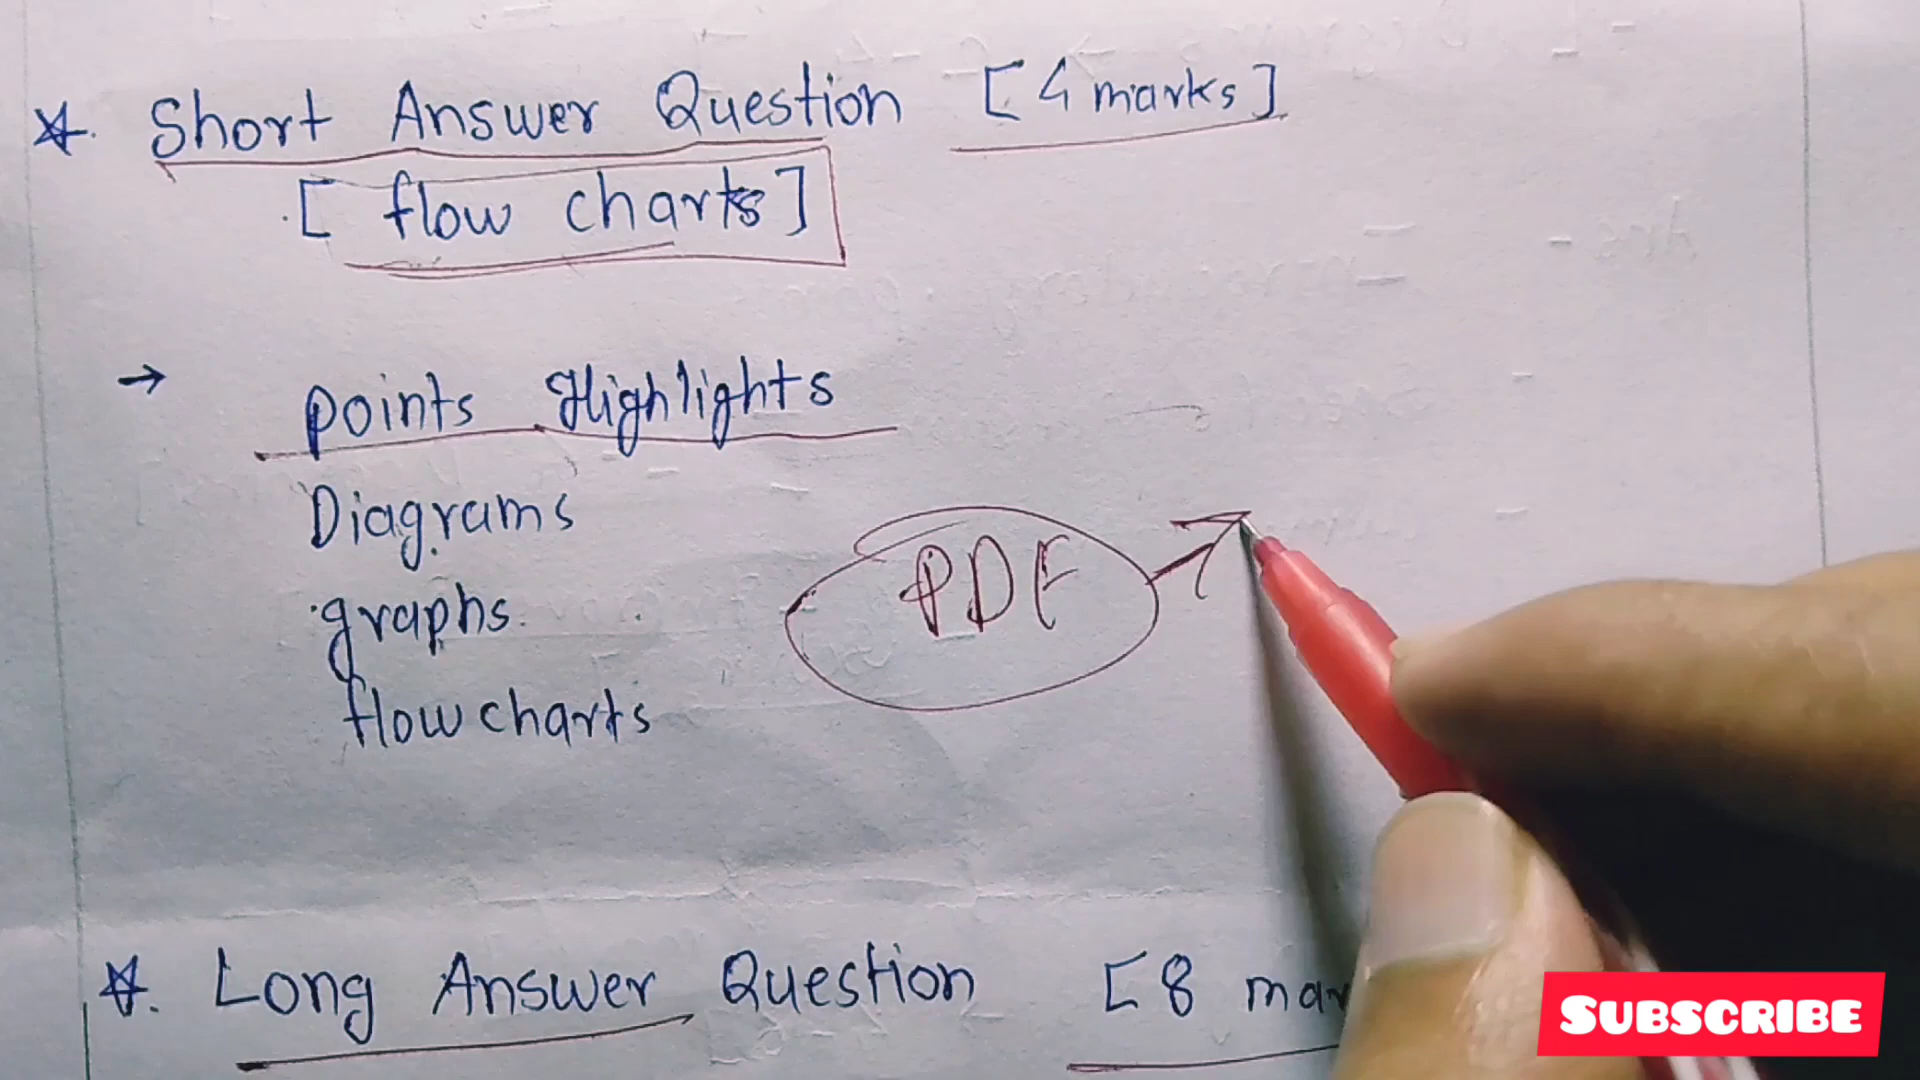 Short Answer Question [4 marks]
[flow charts]
→ points Highlights
Diagrams
graphs
PDF
flow charts
Long Answer Question [8 mar
SUBSCRIBE